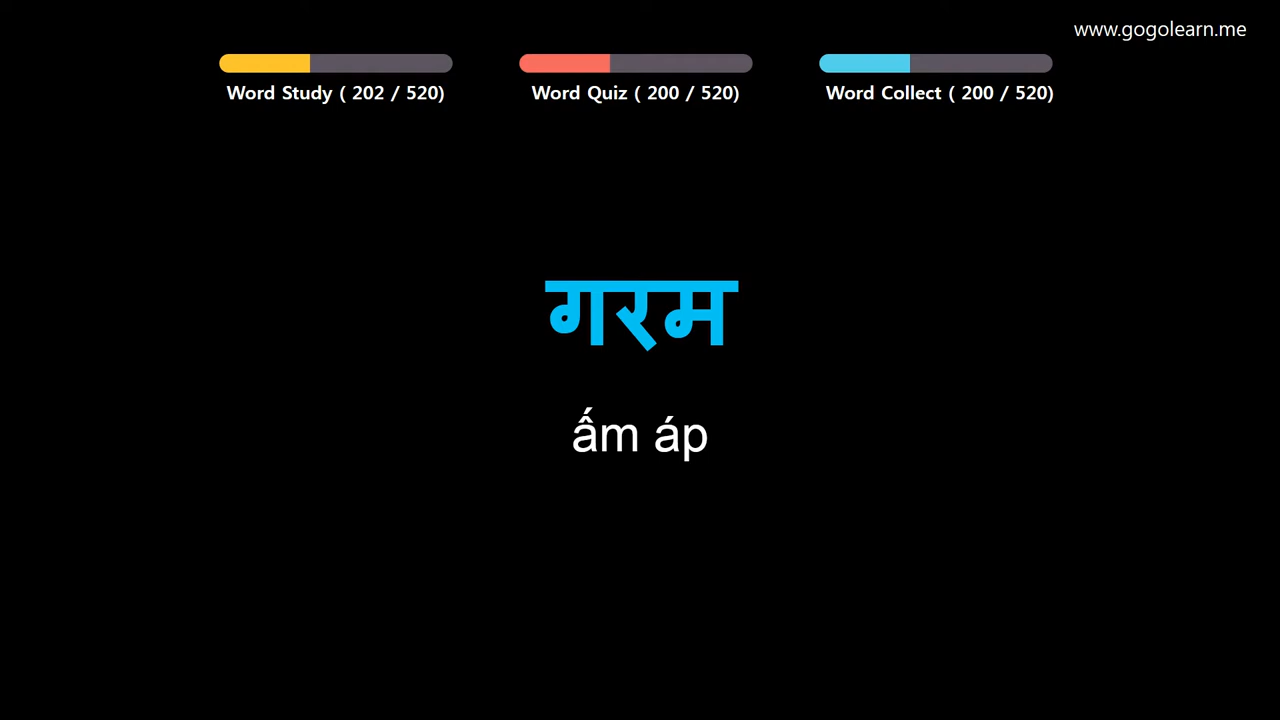 www.gogolearn.me
Word Study ( 202 / 520)
Word Quiz ( 200 / 520)
Word Collect ( 200 / 520)
गरम
ấm áp